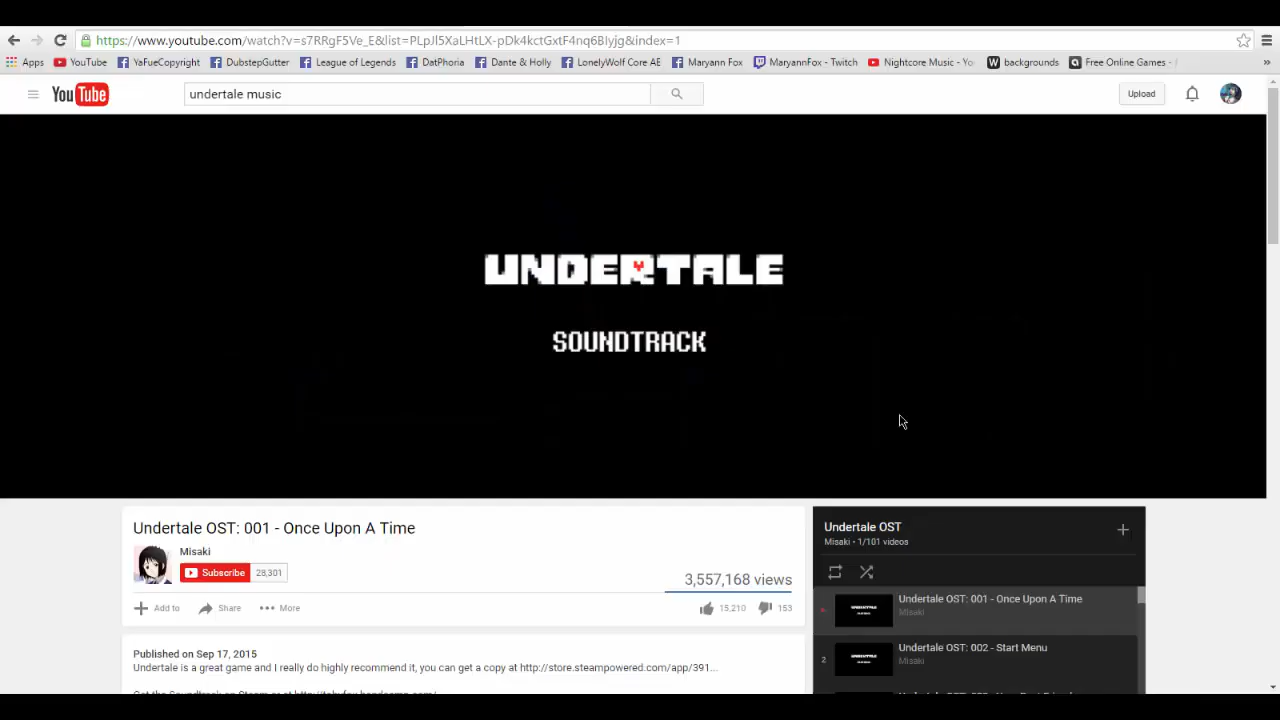 https://www.youtube.com/watch?v=s7RRgF5Ve_E&list=PLpJl5XaLHtLX-pDk4kctGxtF4nq6BIyjg&index=1
Apps YouTube YaFueCopyright DubstepGutter League of Legends DatPhoria Dante & Holly LonelyWolf Core AE Maryann Fox MaryannFox - Twitch Nightcore Music - Yo backgrounds Free Online Games -
YouTube undertale music Upload
UNDERTALE
SOUNDTRACK
Undertale OST: 001 - Once Upon A Time
Misaki
Subscribe 28,301
3,557,168 views
Add to Share More 15,210 153
Published on Sep 17, 2015
Undertale is a great game and I really do highly recommend it, you can get a copy at http://store.steampowered.com/app/391...
Undertale OST
Misaki • 1/101 videos
Undertale OST: 001 - Once Upon A Time
Misaki
2 Undertale OST: 002 - Start Menu
Misaki